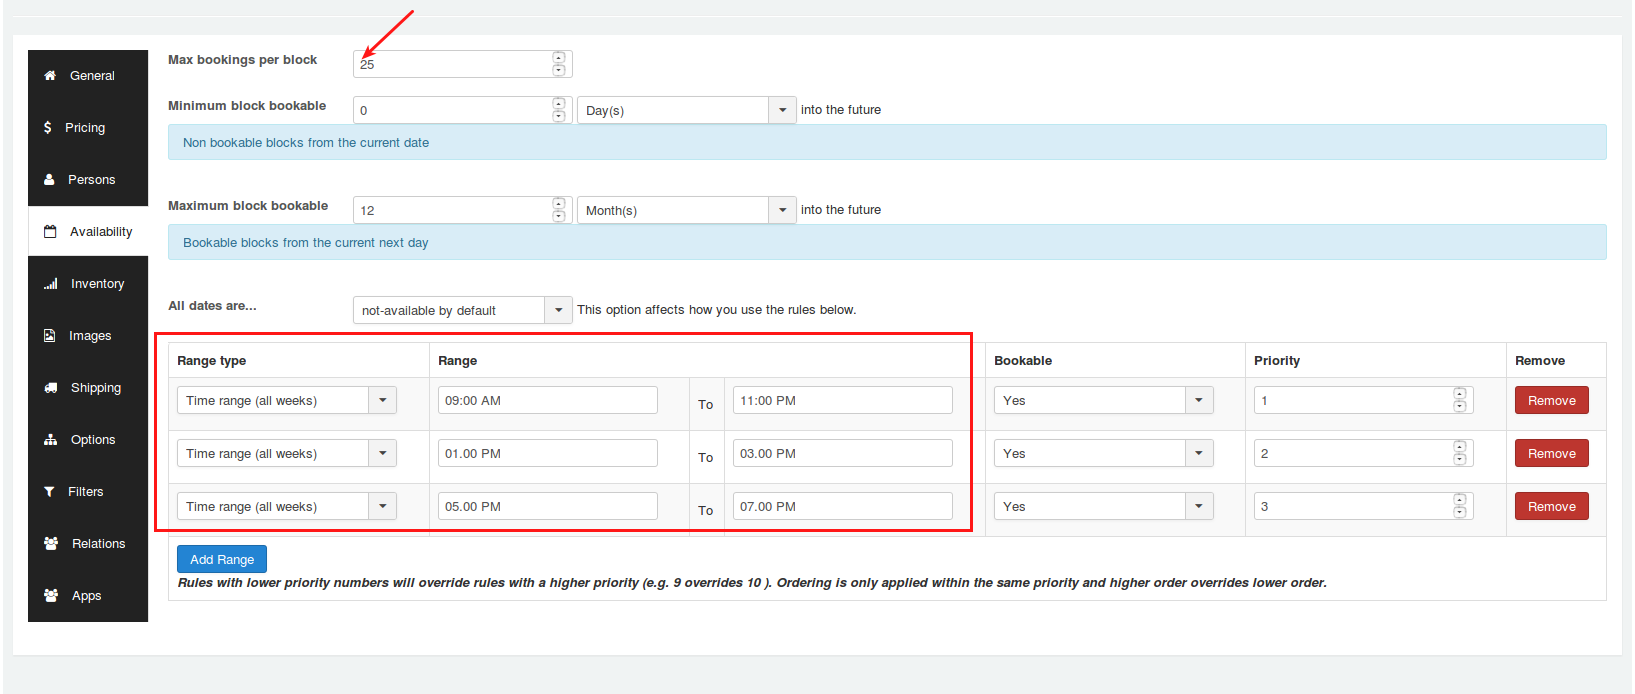 General
Pricing
Persons
Availability
Inventory
Images
Shipping
Options
Filters
Relations
Apps
Max bookings per block 25
Minimum block bookable 0 Day(s) into the future
Non bookable blocks from the current date
Maximum block bookable 12 Month(s) into the future
Bookable blocks from the current next day
All dates are... not-available by default This option affects how you use the rules below.
Range type Range Bookable Priority Remove
Time range (all weeks) 09:00 AM To 11:00 PM Yes 1 Remove
Time range (all weeks) 01.00 PM To 03.00 PM Yes 2 Remove
Time range (all weeks) 05.00 PM To 07.00 PM Yes 3 Remove
Add Range
Rules with lower priority numbers will override rules with a higher priority (e.g. 9 overrides 10 ). Ordering is only applied within the same priority and higher order overrides lower order.